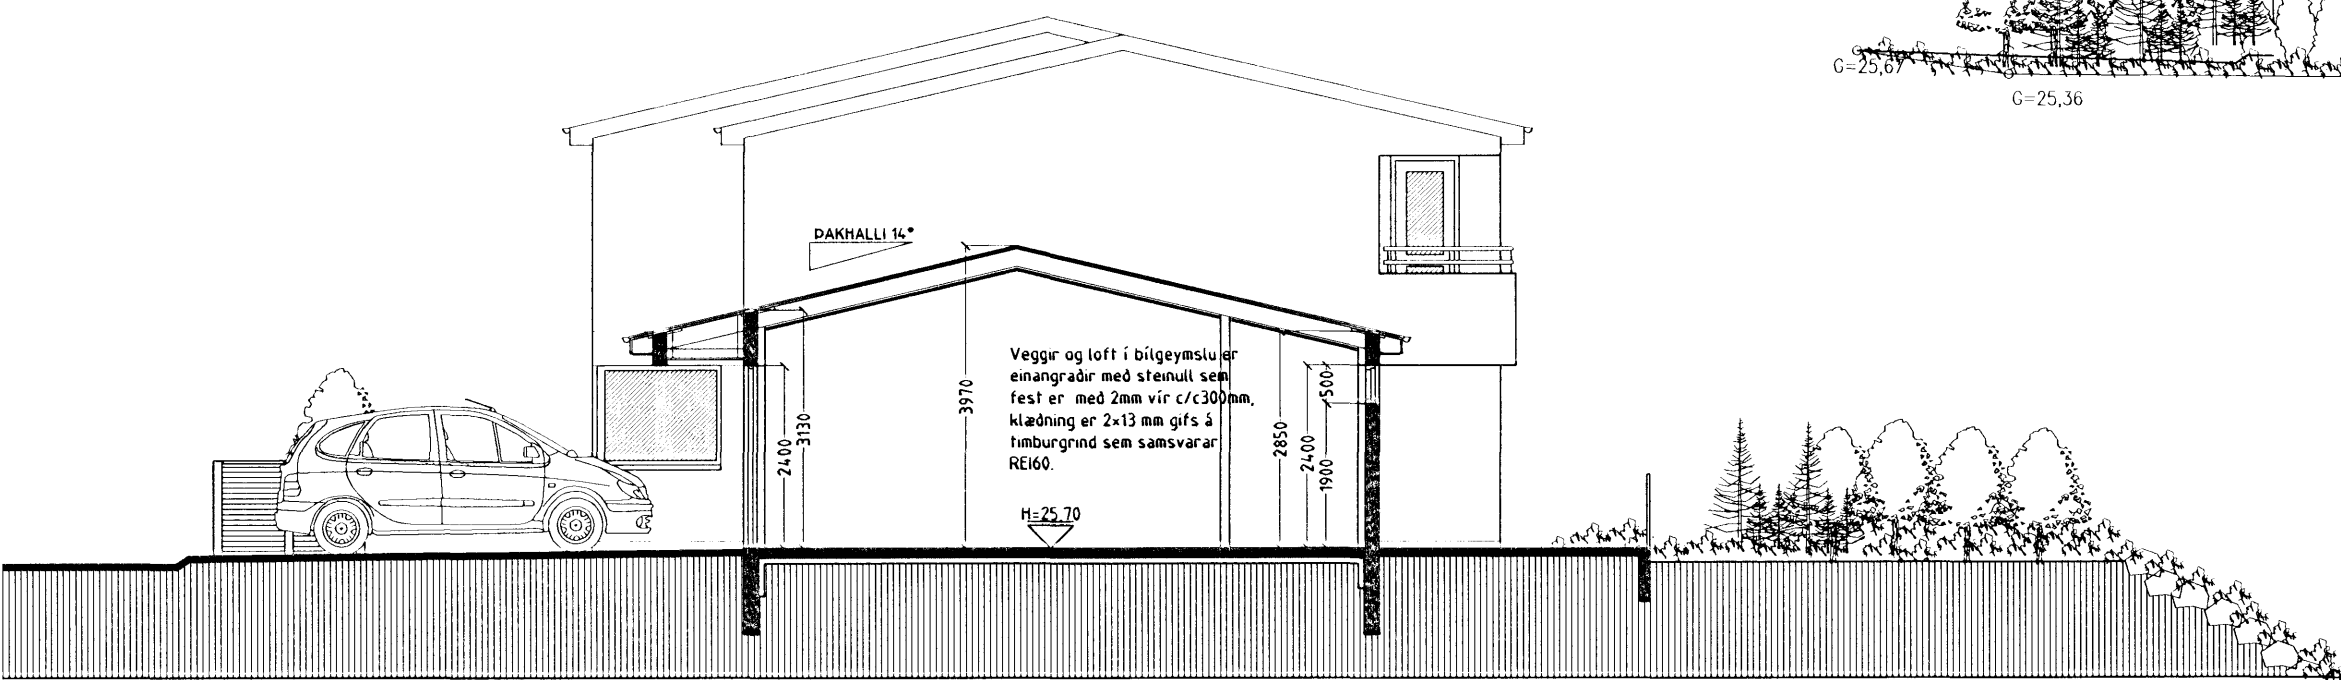 G=25,67
G=25,36
ÞAKHALLI 14°
Veggir og loft í bílgeymslu er
einangraðir með steinull sem
fest er með 2mm vír c/c300mm,
klæðning er 2x13 mm gifs á
timburgrind sem samsvarar
REI60.
H=25.70
2400
3130
3970
2850
2400
1900
500